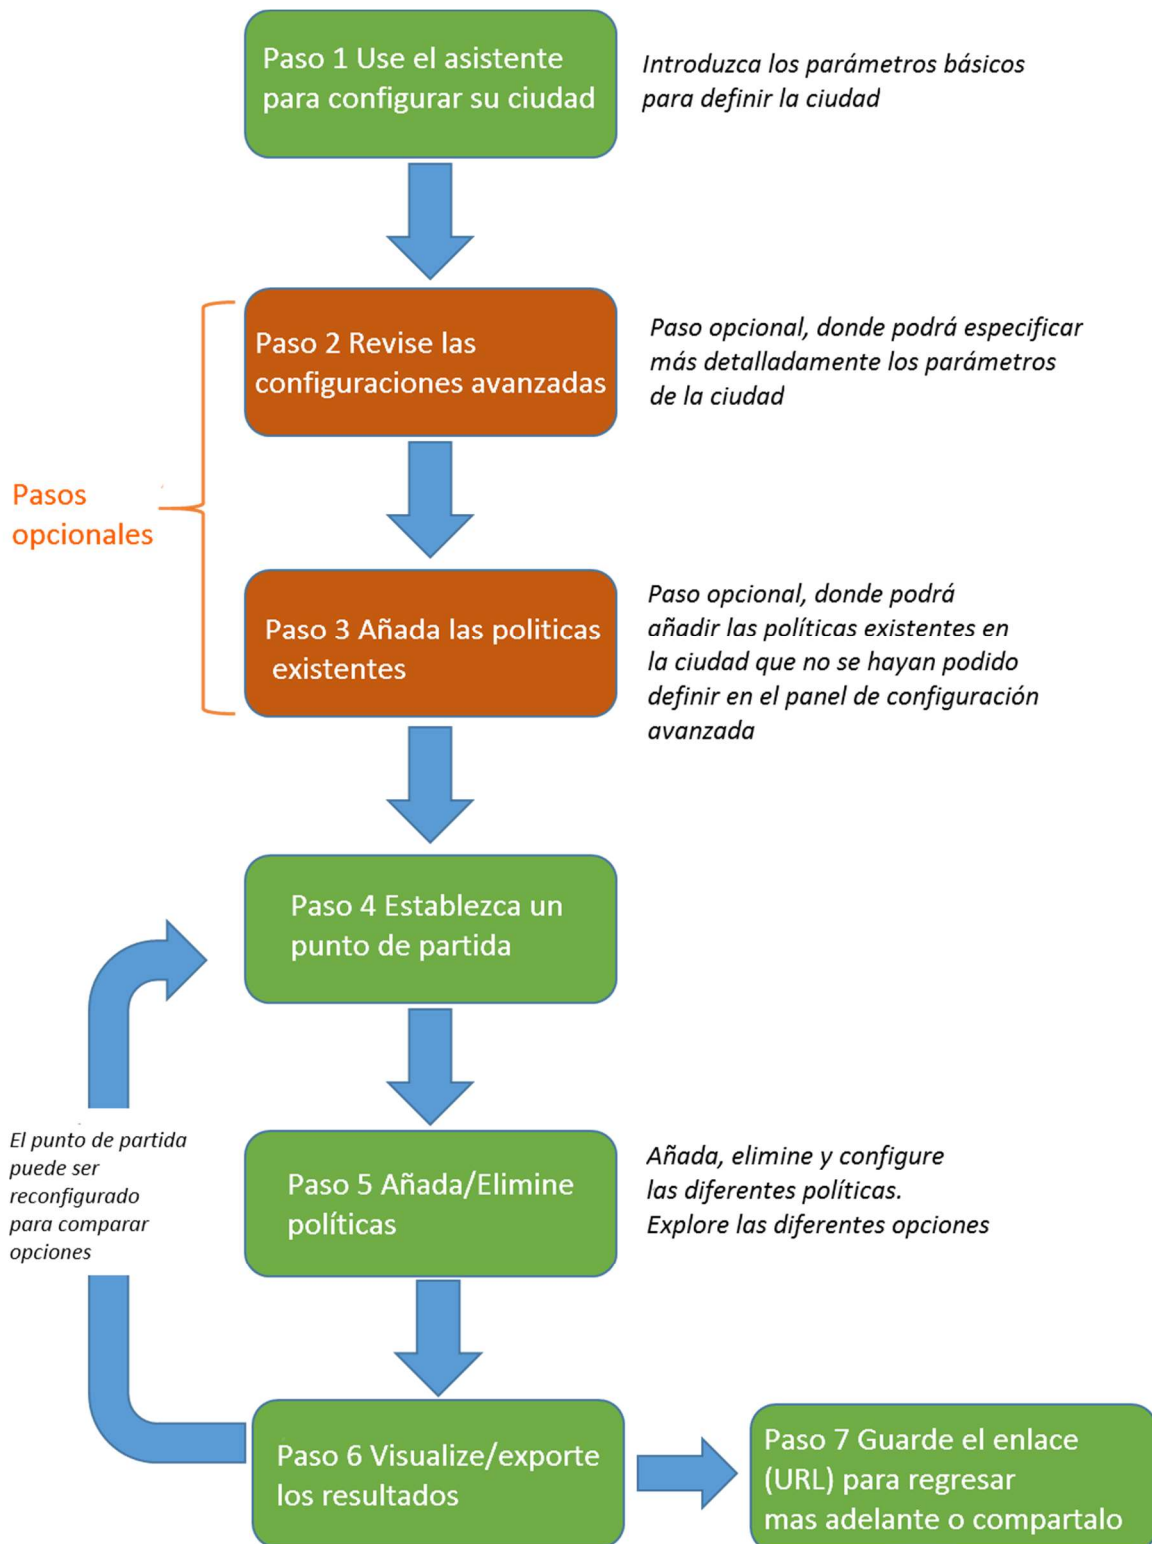 Paso 1 Use el asistente
para configurar su ciudad
Introduzca los parámetros básicos
para definir la ciudad
Paso 2 Revise las
configuraciones avanzadas
Paso opcional, donde podrá especificar
más detalladamente los parámetros
de la ciudad
Pasos
opcionales
Paso 3 Añada las politicas
existentes
Paso opcional, donde podrá
añadir las políticas existentes en
la ciudad que no se hayan podido
definir en el panel de configuración
avanzada
Paso 4 Establezca un
punto de partida
El punto de partida
puede ser
reconfigurado
para comparar
opciones
Paso 5 Añada/Elimine
políticas
Añada, elimine y configure
las diferentes políticas.
Explore las diferentes opciones
Paso 6 Visualize/exporte
los resultados
Paso 7 Guarde el enlace
(URL) para regresar
mas adelante o compartalo